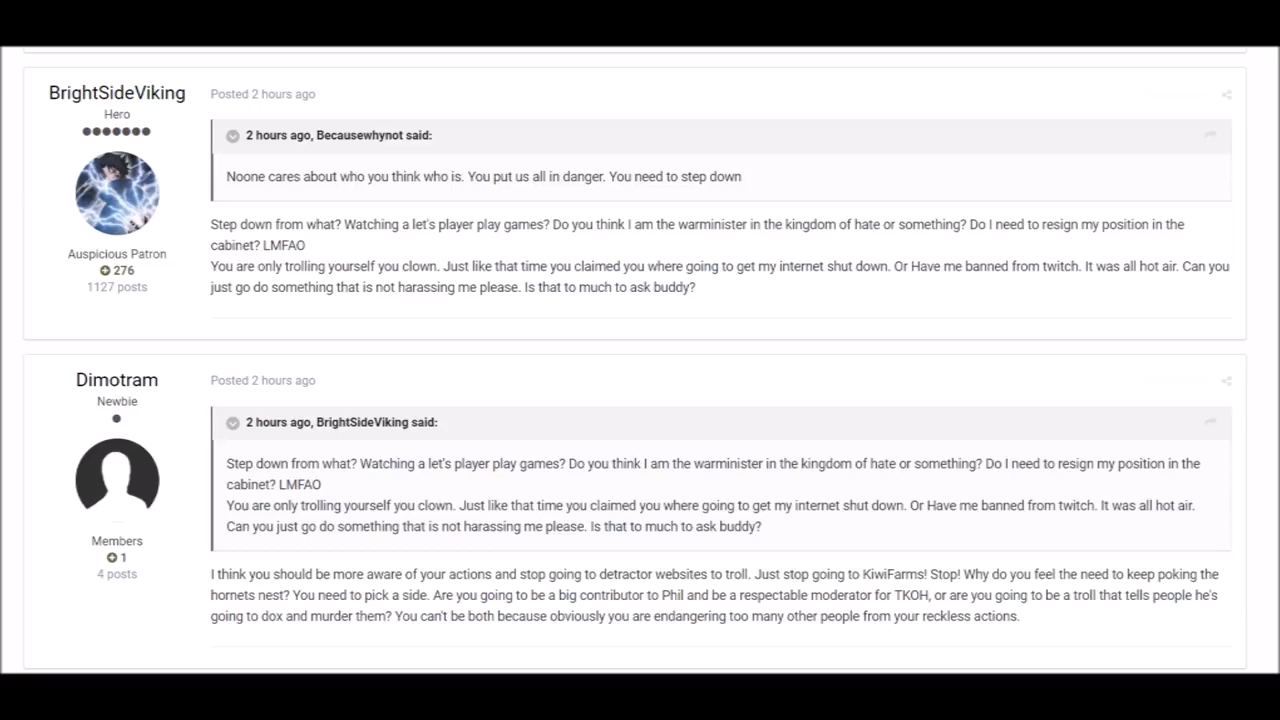 BrightSideViking
Hero
Auspicious Patron
276
1127 posts
Posted 2 hours ago
2 hours ago, Becausewhynot said:
Noone cares about who you think who is. You put us all in danger. You need to step down
Step down from what? Watching a let's player play games? Do you think I am the warminister in the kingdom of hate or something? Do I need to resign my position in the
cabinet? LMFAO
You are only trolling yourself you clown. Just like that time you claimed you where going to get my internet shut down. Or Have me banned from twitch. It was all hot air. Can you
just go do something that is not harassing me please. Is that to much to ask buddy?
Dimotram
Newbie
Members
1
4 posts
Posted 2 hours ago
2 hours ago, BrightSideViking said:
Step down from what? Watching a let's player play games? Do you think I am the warminister in the kingdom of hate or something? Do I need to resign my position in the
cabinet? LMFAO
You are only trolling yourself you clown. Just like that time you claimed you where going to get my internet shut down. Or Have me banned from twitch. It was all hot air.
Can you just go do something that is not harassing me please. Is that to much to ask buddy?
I think you should be more aware of your actions and stop going to detractor websites to troll. Just stop going to KiwiFarms! Stop! Why do you feel the need to keep poking the
hornets nest? You need to pick a side. Are you going to be a big contributor to Phil and be a respectable moderator for TKOH, or are you going to be a troll that tells people he's
going to dox and murder them? You can't be both because obviously you are endangering too many other people from your reckless actions.